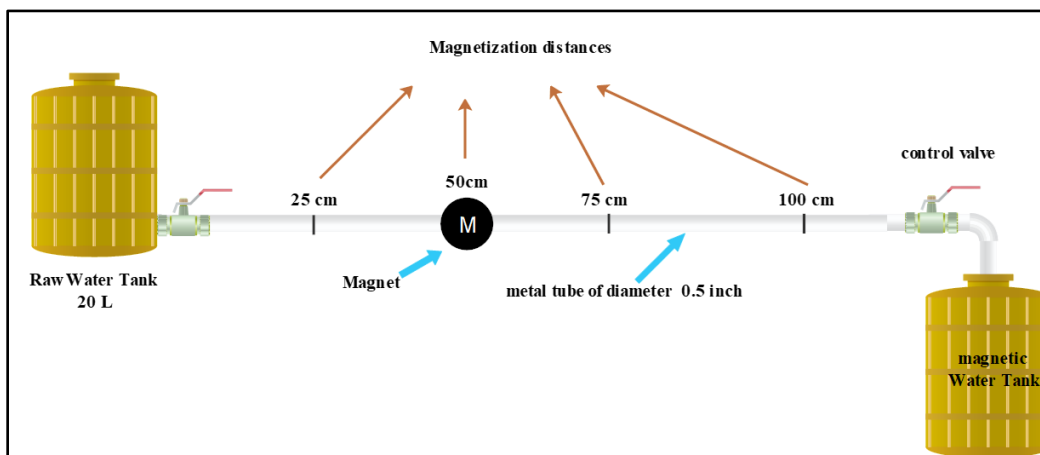 Magnetization distances
control valve
25 cm
50cm
75 cm
100 cm
M
Raw Water Tank
20 L
Magnet
metal tube of diameter 0.5 inch
magnetic
Water Tank